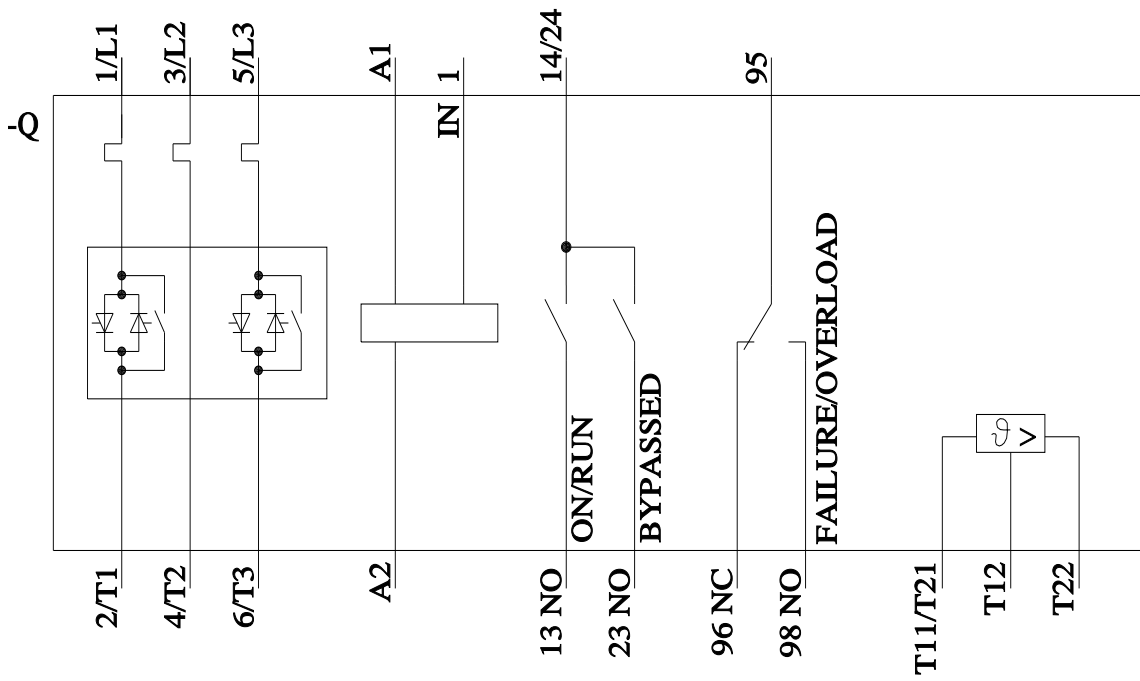 1/L1
3/L2
5/L3
A1
1
14/24
95
-Q
IN
ON/RUN
BYPASSED
FAILURE/OVERLOAD
ϑ >
2/T1
4/T2
6/T3
A2
13 NO
23 NO
96 NC
98 NO
T11/T21
T12
T22